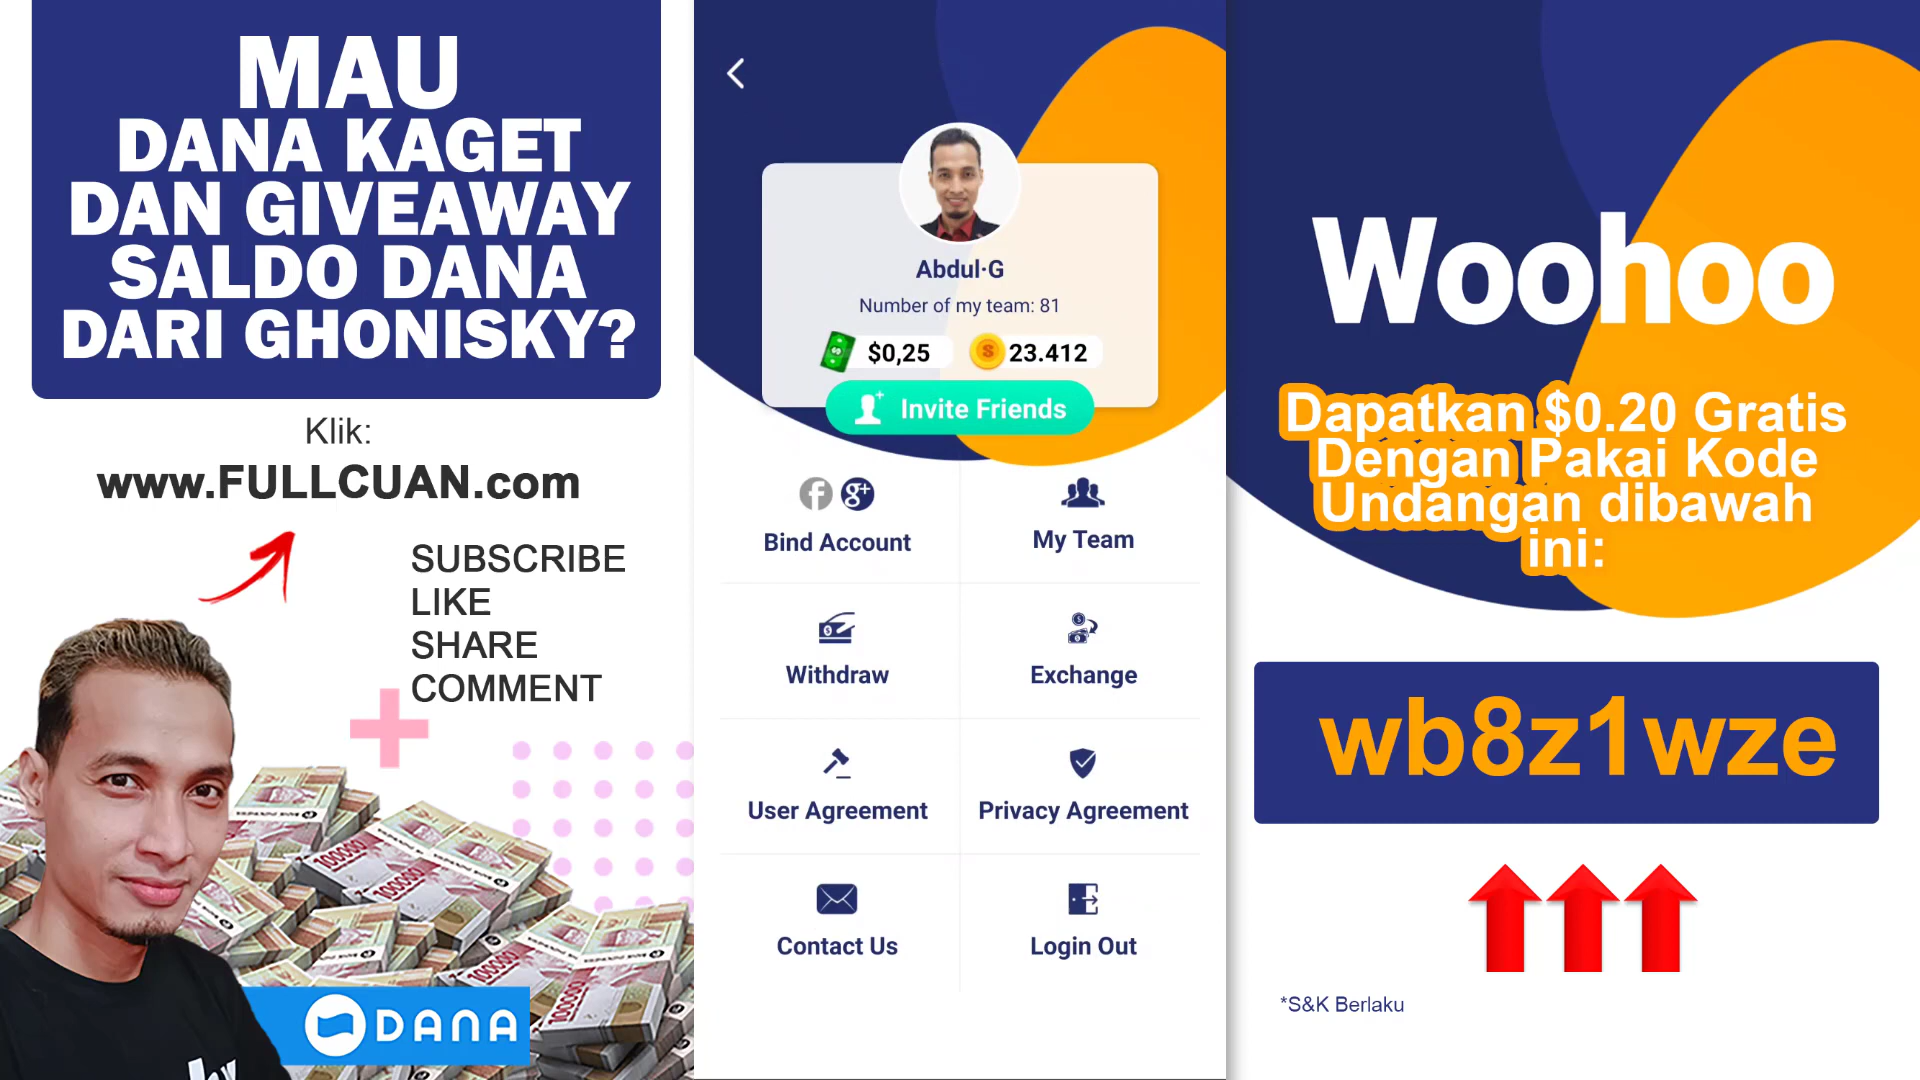 MAU
DANA KAGET
DAN GIVEAWAY
SALDO DANA
DARI GHONISKY?
Klik:
www.FULLCUAN.com
SUBSCRIBE
LIKE
SHARE
COMMENT
DANA
Abdul·G
Number of my team: 81
$0,25
23.412
Invite Friends
Bind Account
My Team
Withdraw
Exchange
User Agreement
Privacy Agreement
Contact Us
Login Out
Woohoo
Dapatkan $0.20 Gratis
Dengan Pakai Kode
Undangan dibawah
ini:
wb8z1wze
*S&K Berlaku